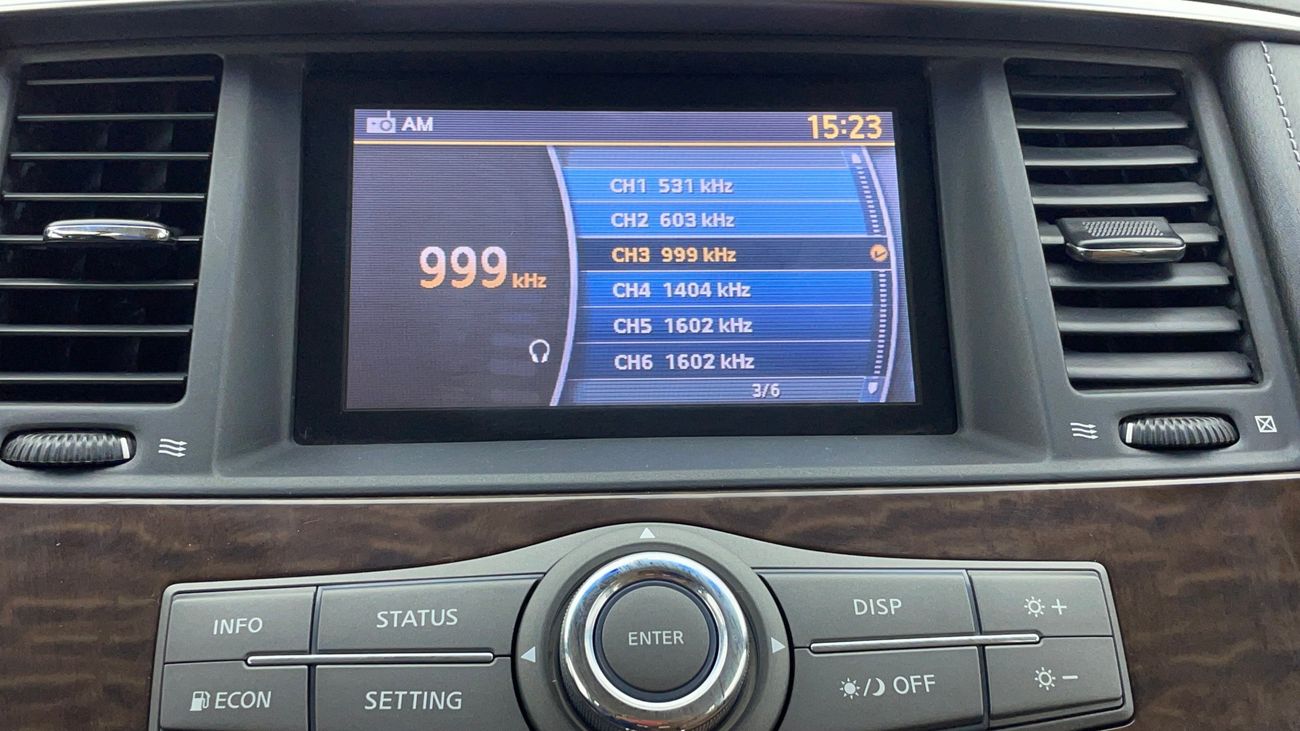 AM 15:23
CH1 531 kHz
CH2 603 kHz
999 kHz
CH3 999 kHz
CH4 1404 kHz
CH5 1602 kHz
CH6 1602 kHz
3/6
INFO
STATUS
ECON
SETTING
ENTER
DISP
+
/ OFF
-